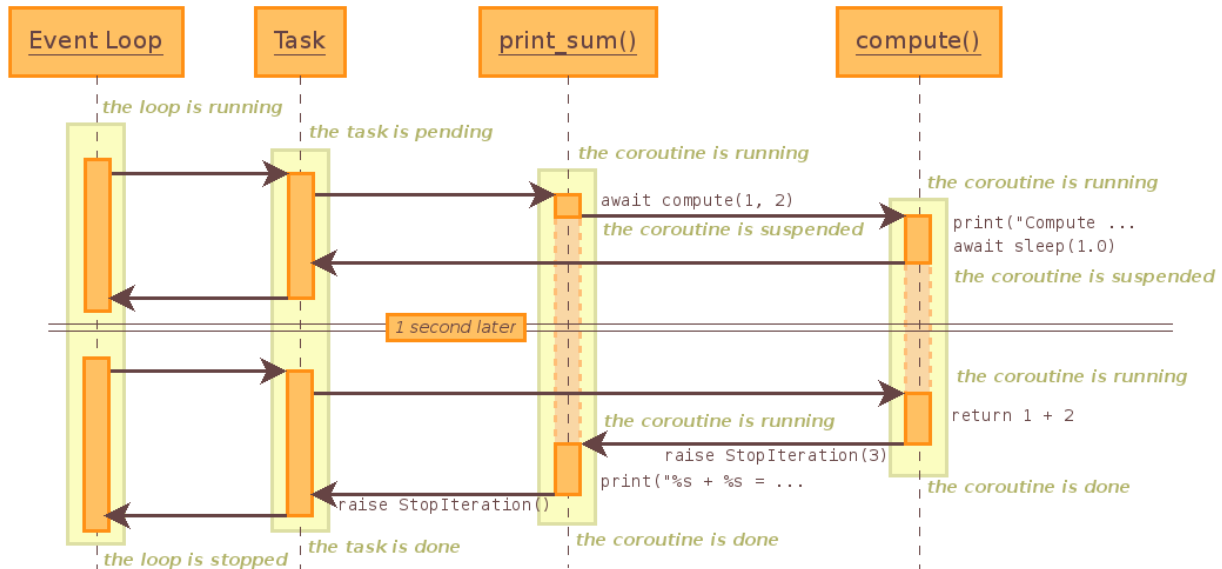 Event Loop
Task
print_sum()
compute()
the loop is running
the task is pending
the coroutine is running
the coroutine is running
await compute(1, 2)
print("Compute ...
the coroutine is suspended
await sleep(1.0)
the coroutine is suspended
1 second later
the coroutine is running
return 1 + 2
the coroutine is running
raise StopIteration(3)
print("%s + %s = ...
the coroutine is done
raise StopIteration()
the coroutine is done
the task is done
the loop is stopped